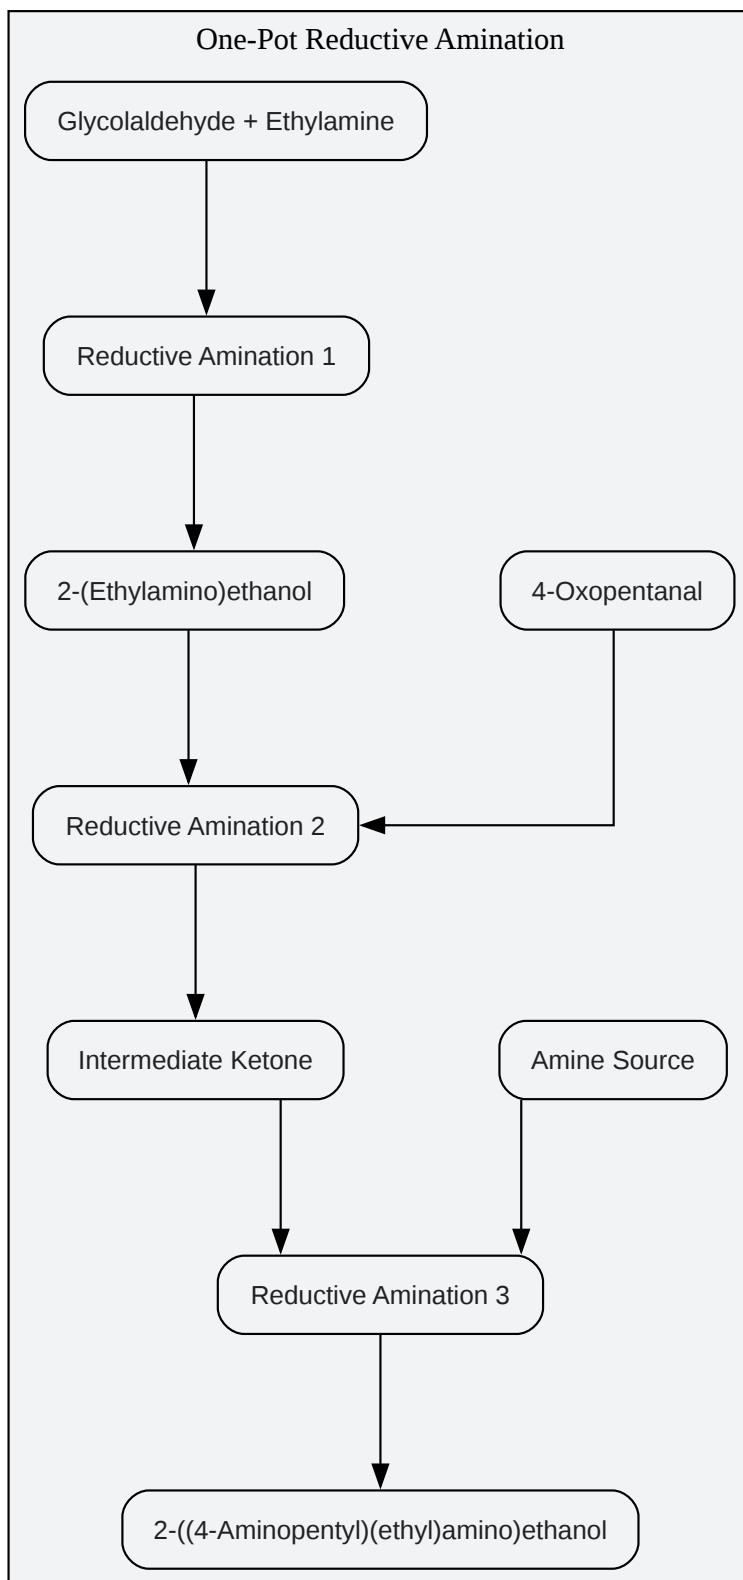 One-Pot Reductive Amination
Glycolaldehyde + Ethylamine
Reductive Amination 1
2-(Ethylamino)ethanol
4-Oxopentanal
Reductive Amination 2
Intermediate Ketone
Amine Source
Reductive Amination 3
2-((4-Aminopentyl)(ethyl)amino)ethanol